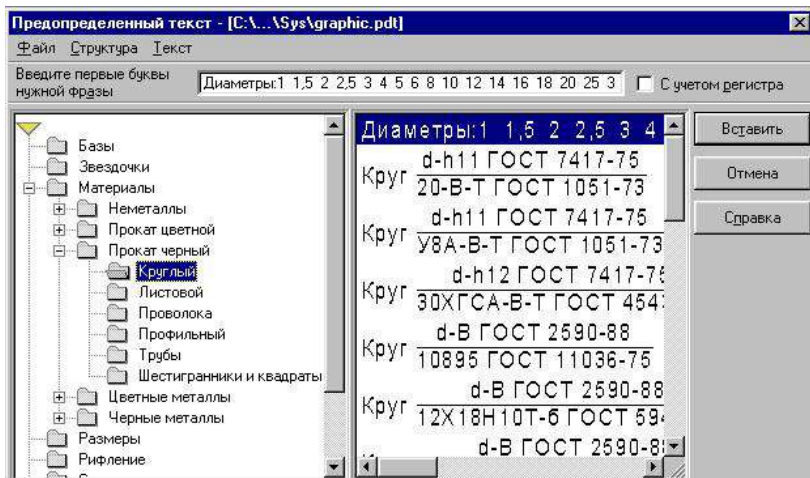 Предопределенный текст - [C:\...\Sys\graphic.pdt]
Файл Структура Текст
Введите первые буквы
нужной фразы
Диаметры:1 1,5 2 2,5 3 4 5 6 8 10 12 14 16 18 20 25 3
С учетом регистра
Базы
Звездочки
Материалы
Неметаллы
Прокат цветной
Прокат черный
Круглый
Листовой
Проволока
Профильный
Трубы
Шестигранники и квадраты
Цветные металлы
Черные металлы
Размеры
Рифление
Диаметры:1 1,5 2 2,5 3 4
d-h11 ГОСТ 7417-75
Круг
20-В-Т ГОСТ 1051-73
d-h11 ГОСТ 7417-75
Круг
У8А-В-Т ГОСТ 1051-73
d-h12 ГОСТ 7417-75
Круг
30ХГСА-В-Т ГОСТ 454
d-В ГОСТ 2590-88
Круг
10895 ГОСТ 11036-75
d-В ГОСТ 2590-88
Круг
12Х18Н10Т-б ГОСТ 59
d-В ГОСТ 2590-8
Вставить
Отмена
Справка